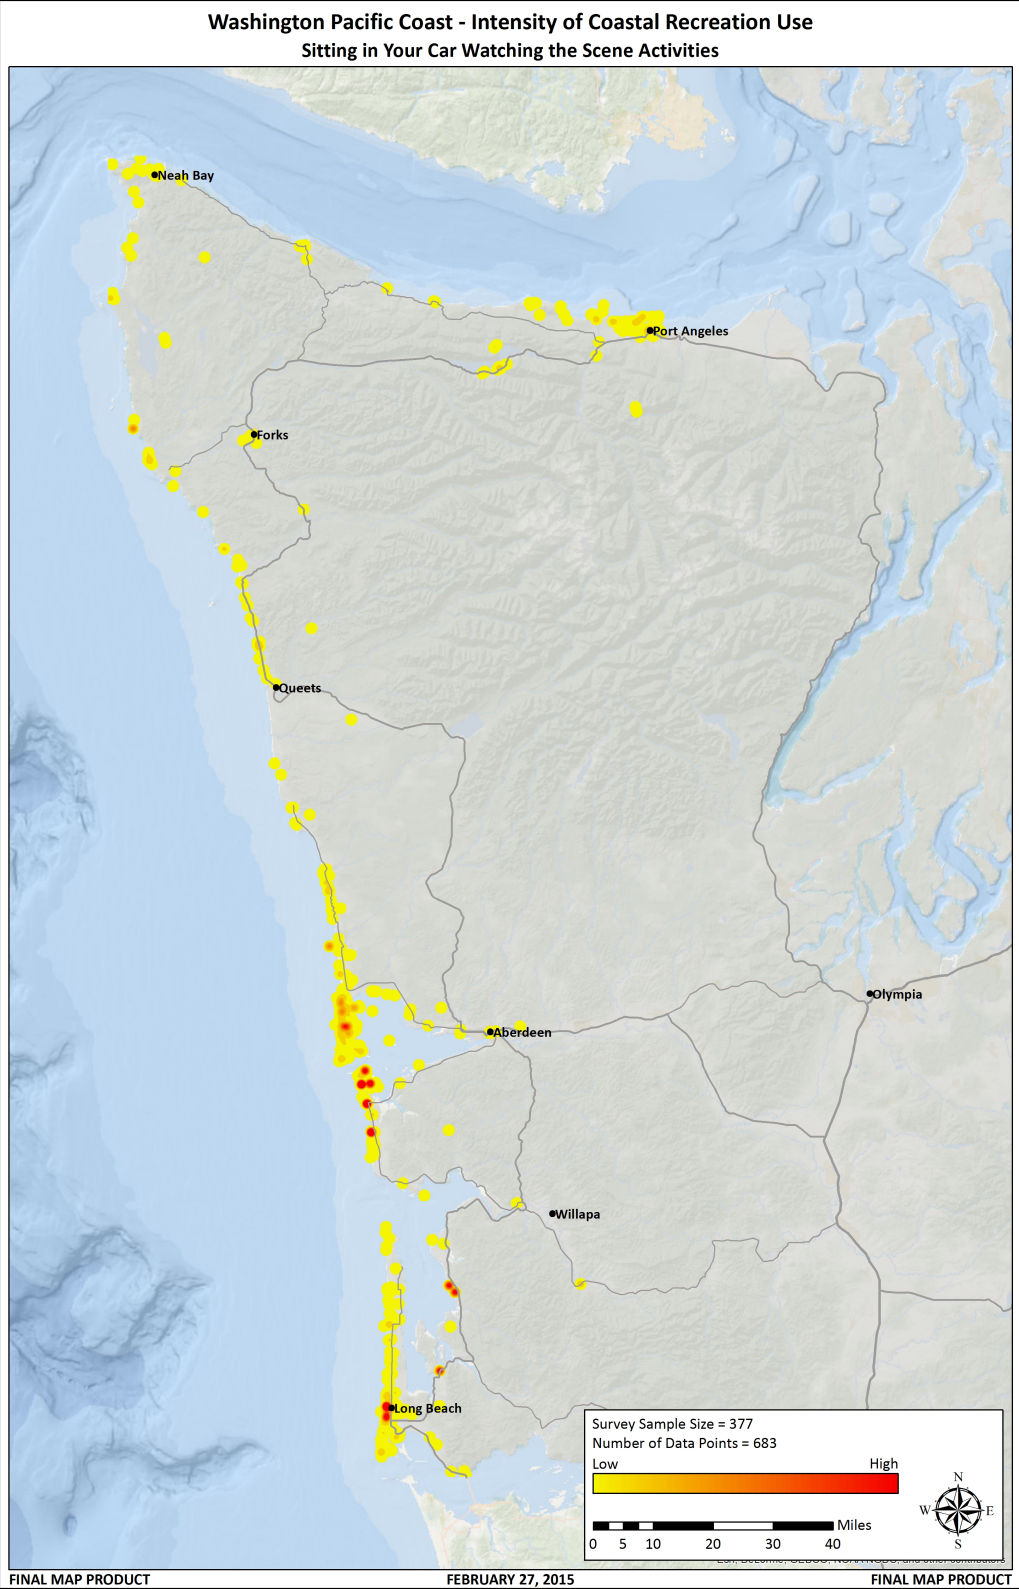 Washington Pacific Coast - Intensity of Coastal Recreation Use
Sitting in Your Car Watching the Scene Activities
Neah Bay
Port Angeles
Forks
Queets
Olympia
Aberdeen
Willapa
Long Beach
Survey Sample Size = 377
Number of Data Points = 683
Low High
N
W E
S
Miles
0 5 10 20 30 40
FINAL MAP PRODUCT FEBRUARY 27, 2015 FINAL MAP PRODUCT